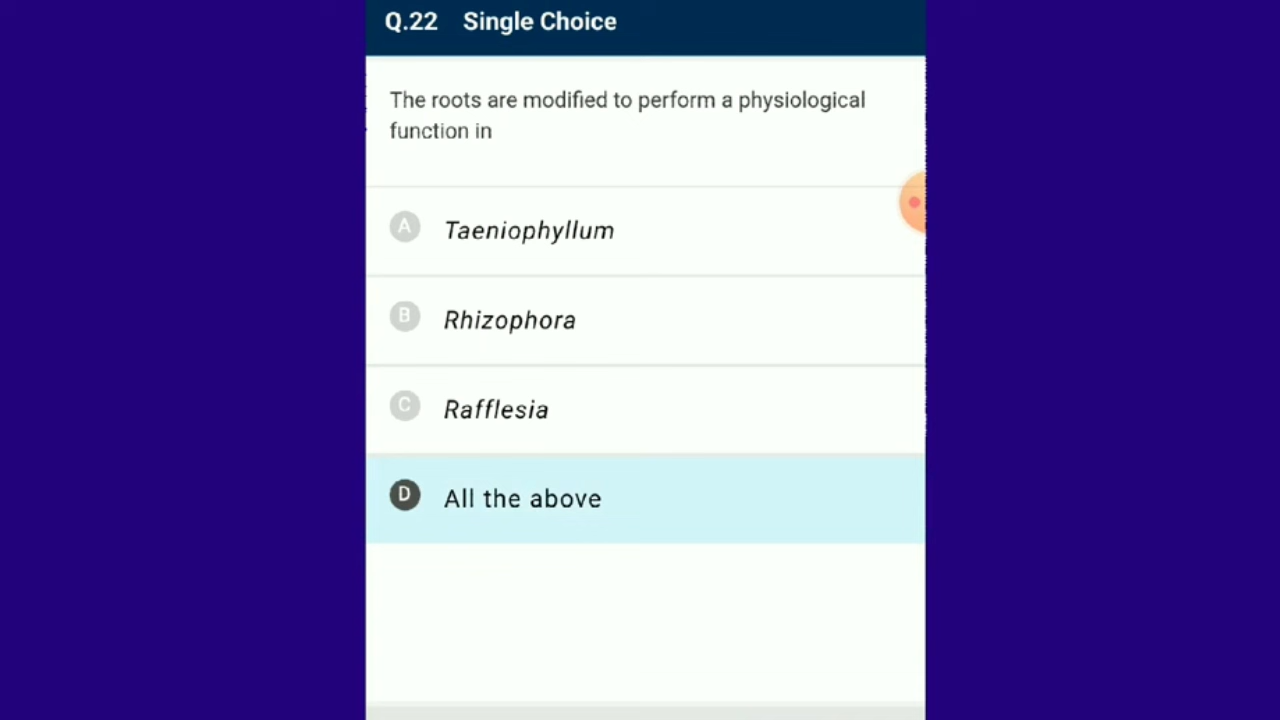 Q.22 Single Choice
The roots are modified to perform a physiological
function in
A Taeniophyllum
B Rhizophora
C Rafflesia
D All the above